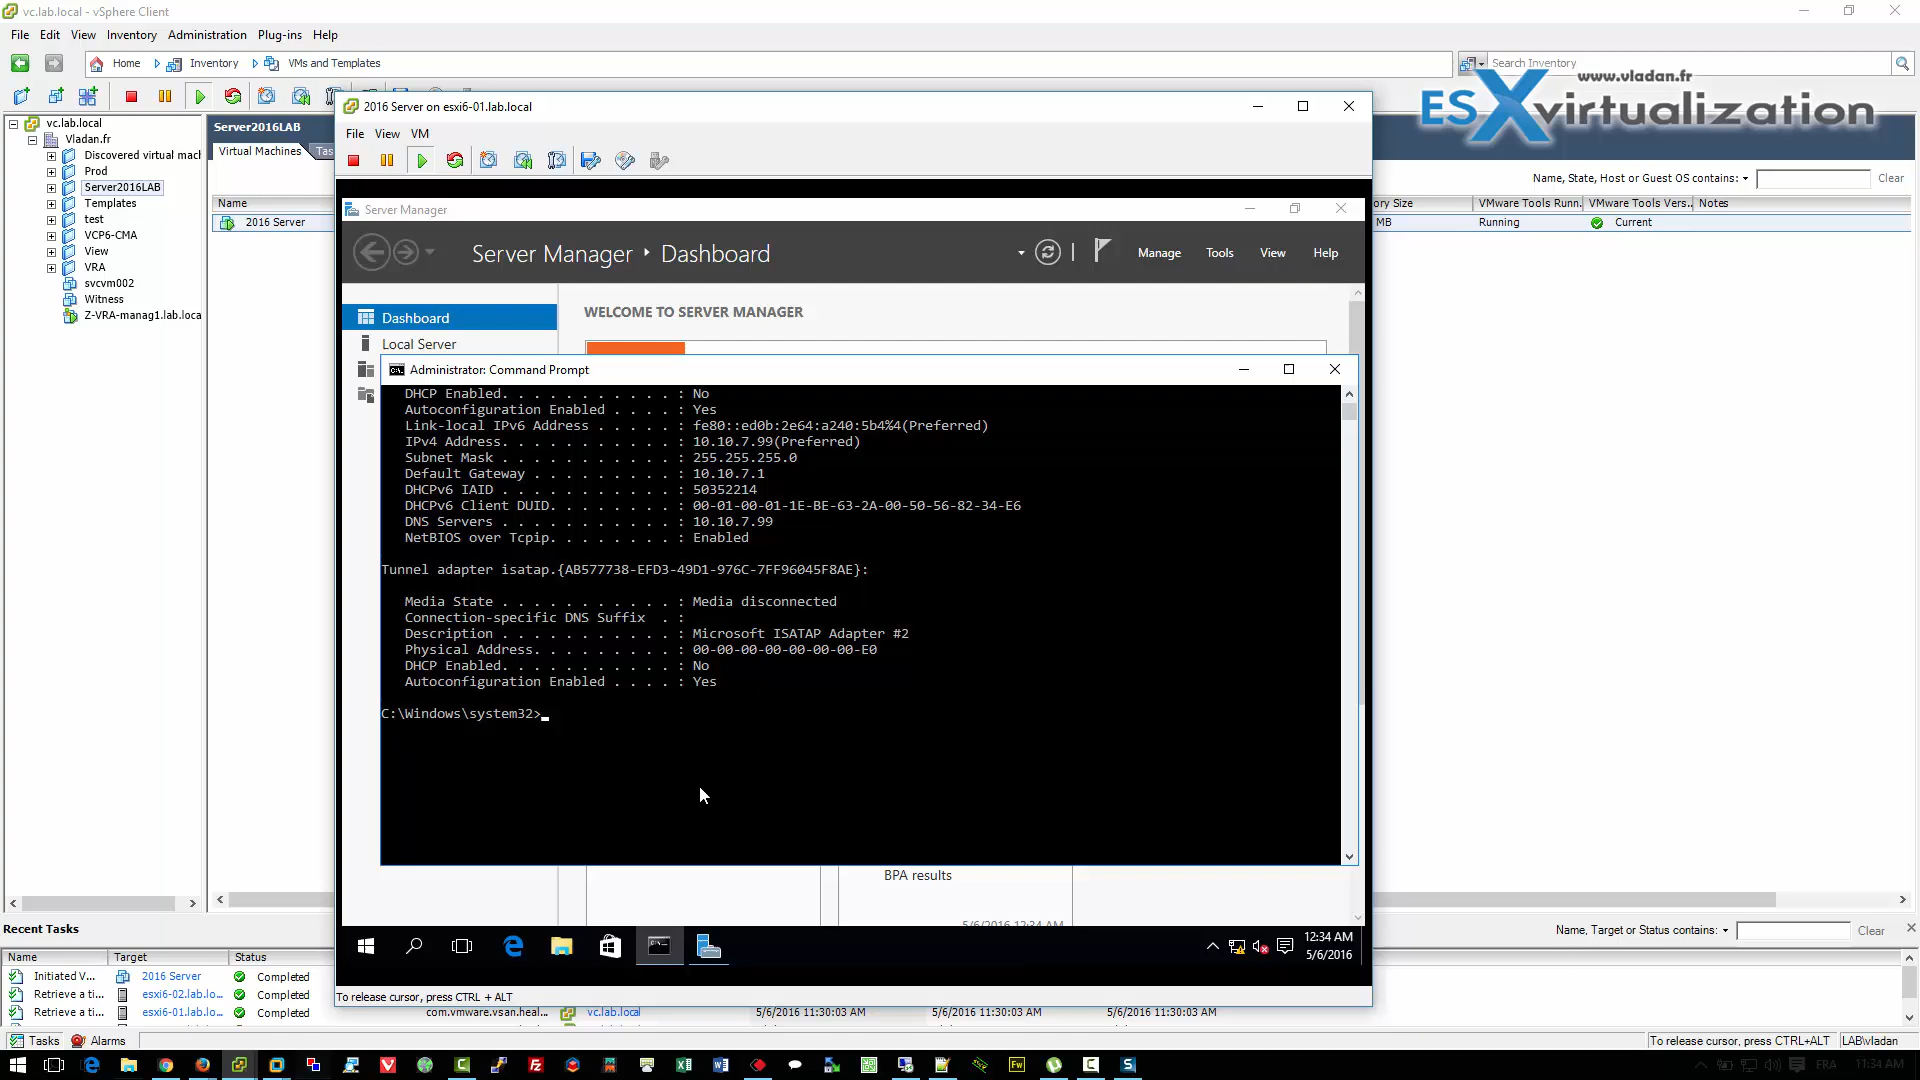 vc.lab.local - vSphere Client
File Edit View Inventory Administration Plug-ins Help
Home Inventory VMs and Templates
Search Inventory
www.vladan.fr
ESXvirtualization
vc.lab.local
Vladan.fr
Discovered virtual mach
Prod
Server2016LAB
Templates
test
VCP6-CMA
View
VRA
svcvm002
Witness
Z-VRA-manag1.lab.loca
Server2016LAB
Virtual Machines Tas
Name, State, Host or Guest OS contains: Clear
Name
ory Size VMware Tools Runn... VMware Tools Vers... Notes
2016 Server
MB Running Current
2016 Server on esxi6-01.lab.local
File View VM
Server Manager
Server Manager Dashboard
Manage Tools View Help
Dashboard
Local Server
WELCOME TO SERVER MANAGER
Administrator: Command Prompt
DHCP Enabled. . . . . . . . . . . : No
Autoconfiguration Enabled . . . . : Yes
Link-local IPv6 Address . . . . . : fe80::ed0b:2e64:a240:5b4%4(Preferred)
IPv4 Address. . . . . . . . . . . : 10.10.7.99(Preferred)
Subnet Mask . . . . . . . . . . . : 255.255.255.0
Default Gateway . . . . . . . . . : 10.10.7.1
DHCPv6 IAID . . . . . . . . . . . : 50352214
DHCPv6 Client DUID. . . . . . . . : 00-01-00-01-1E-BE-63-2A-00-50-56-82-34-E6
DNS Servers . . . . . . . . . . . : 10.10.7.99
NetBIOS over Tcpip. . . . . . . . : Enabled
Tunnel adapter isatap.{AB577738-EFD3-49D1-976C-7FF96045F8AE}:
Media State . . . . . . . . . . . : Media disconnected
Connection-specific DNS Suffix . :
Description . . . . . . . . . . . : Microsoft ISATAP Adapter #2
Physical Address. . . . . . . . . : 00-00-00-00-00-00-00-E0
DHCP Enabled. . . . . . . . . . . : No
Autoconfiguration Enabled . . . . : Yes
C:\Windows\system32>
BPA results
5/6/2016 12:34 AM
12:34 AM
5/6/2016
To release cursor, press CTRL + ALT
Recent Tasks
Name, Target or Status contains: Clear
Name Target Status
Initiated V... 2016 Server Completed
Retrieve a ti... esxi6-02.lab.lo... Completed
Retrieve a ti... esxi6-01.lab.lo... Completed com.vmware.vsan.heal... vc.lab.local 5/6/2016 11:30:03 AM 5/6/2016 11:30:03 AM 5/6/2016 11:30:03 AM
Tasks Alarms
To release cursor, press CTRL+ALT LAB\vladan
FRA 11:34 AM